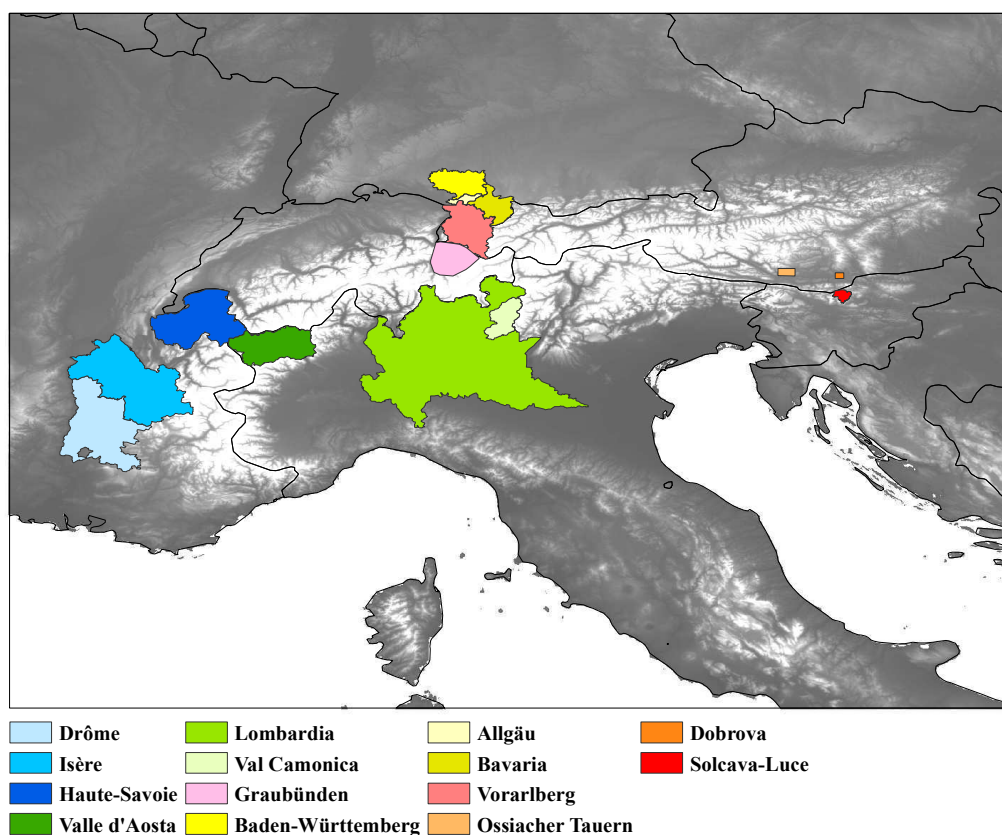 Drôme
Isère
Haute-Savoie
Valle d'Aosta
Lombardia
Val Camonica
Graubünden
Baden-Württemberg
Allgäu
Bavaria
Vorarlberg
Ossiacher Tauern
Dobrova
Solcava-Luce